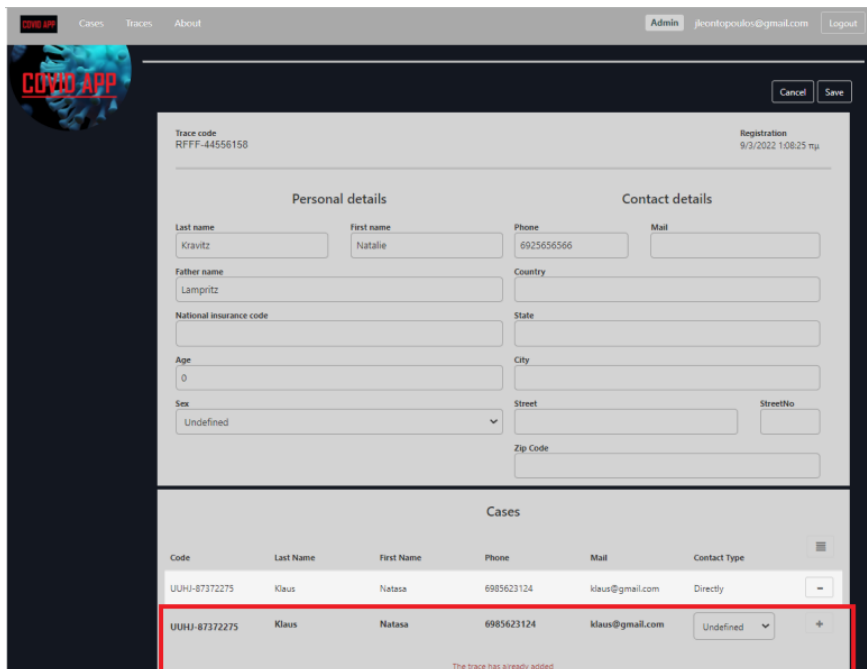 COVID APP Cases Traces About Admin jleontopoulos@gmail.com Logout
COVID APP
Cancel Save
Trace code Registration
RFFF-44556158 9/3/2022 1:08:25 πμ
Personal details Contact details
Last name First name Phone Mail
Kravitz Natalie 6925656566
Father name Country
Lampritz
National insurance code State
Age City
0
Sex Street StreetNo
Undefined
Zip Code
Cases
Code Last Name First Name Phone Mail Contact Type
UUHJ-87372275 Klaus Natasa 6985623124 klaus@gmail.com Directly -
UUHJ-87372275 Klaus Natasa 6985623124 klaus@gmail.com Undefined +
The trace has already added.